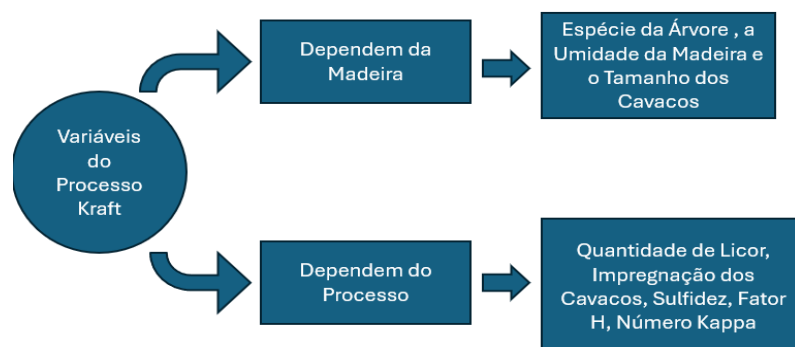 Variáveis
do
Processo
Kraft
Dependem da
Madeira
Espécie da Árvore , a
Umidade da Madeira e
o Tamanho dos
Cavacos
Dependem do
Processo
Quantidade de Licor,
Impregnação dos
Cavacos, Sulfidez, Fator
H, Número Kappa